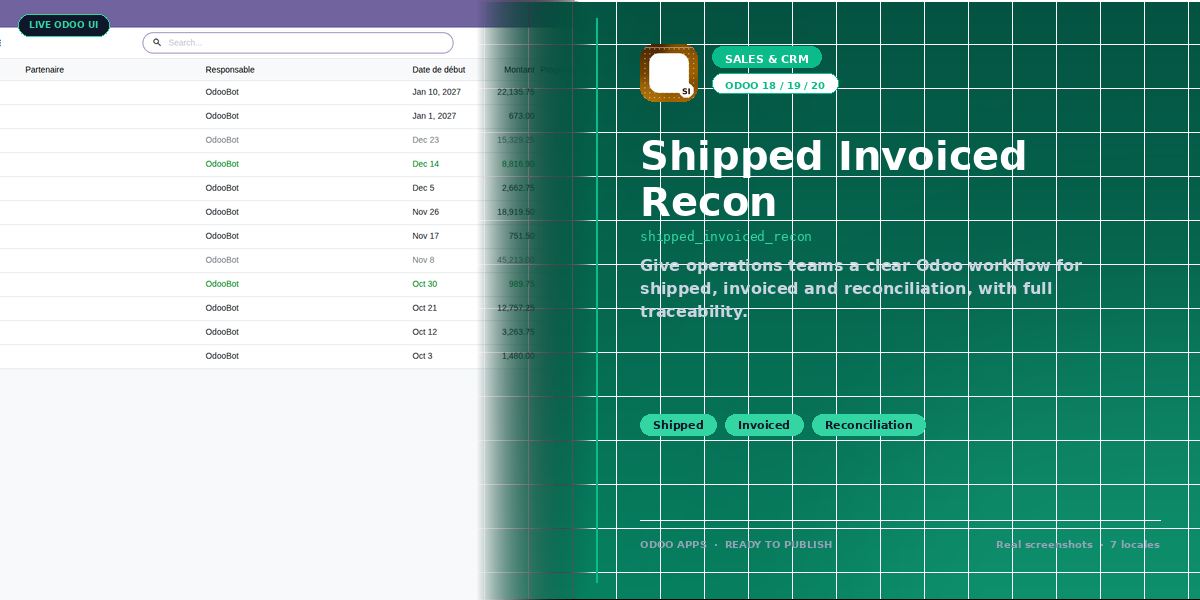 LIVE ODOO UI
Search...
Partenaire Responsable Date de début Montant
OdooBot Jan 10, 2027 22,135.75
OdooBot Jan 1, 2027 673.00
OdooBot Dec 23 15,329.25
OdooBot Dec 14 8,816.90
OdooBot Dec 5 2,662.75
OdooBot Nov 26 18,919.50
OdooBot Nov 17 751.50
OdooBot Nov 8 45,213.00
OdooBot Oct 30 989.75
OdooBot Oct 21 12,757.25
OdooBot Oct 12 3,263.75
OdooBot Oct 3 1,480.00
SI
SALES & CRM
ODOO 18 / 19 / 20
Shipped Invoiced
Recon
shipped_invoiced_recon
Give operations teams a clear Odoo workflow for
shipped, invoiced and reconciliation, with full
traceability.
Shipped Invoiced Reconciliation
ODOO APPS · READY TO PUBLISH
Real screenshots · 7 locales